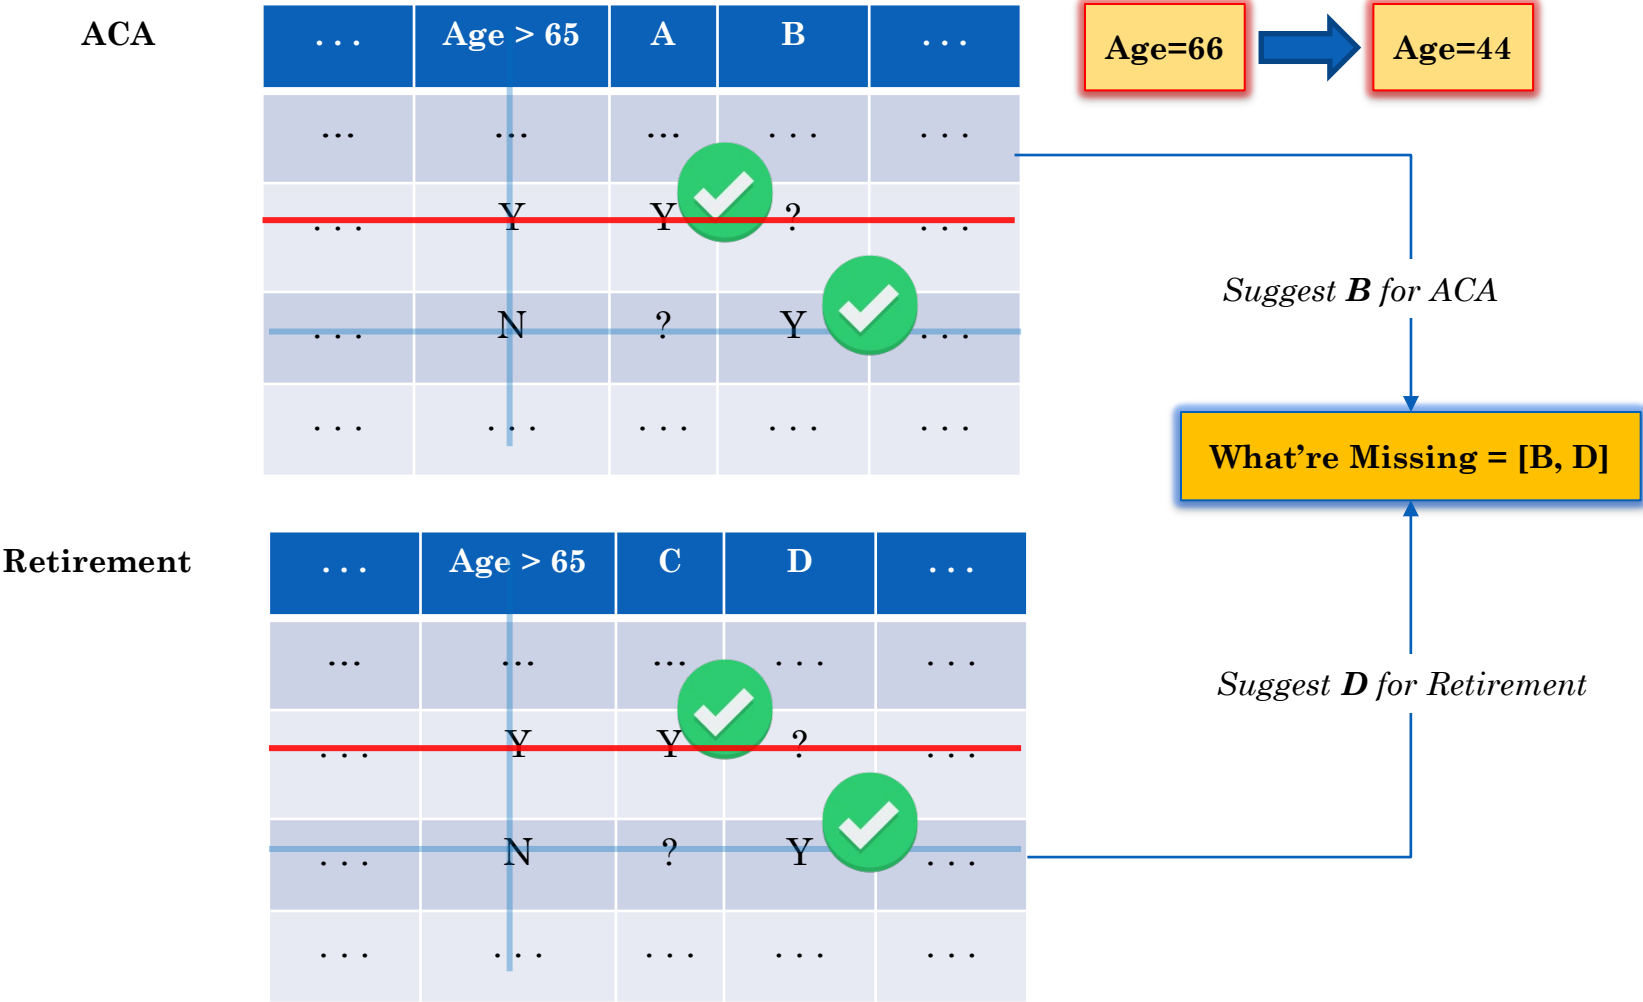 ACA
. . . Age > 65 A B . . .
... ... ... . . . . . .
. . . Y Y ? . . .
. . . N ? Y . . .
. . . . . . . . . . . . . . .
Age=66 Age=44
Suggest B for ACA
What’re Missing = [B, D]
Retirement
. . . Age > 65 C D . . .
... ... ... . . . . . .
. . . Y Y ? . . .
. . . N ? Y . . .
. . . . . . . . . . . . . . .
Suggest D for Retirement